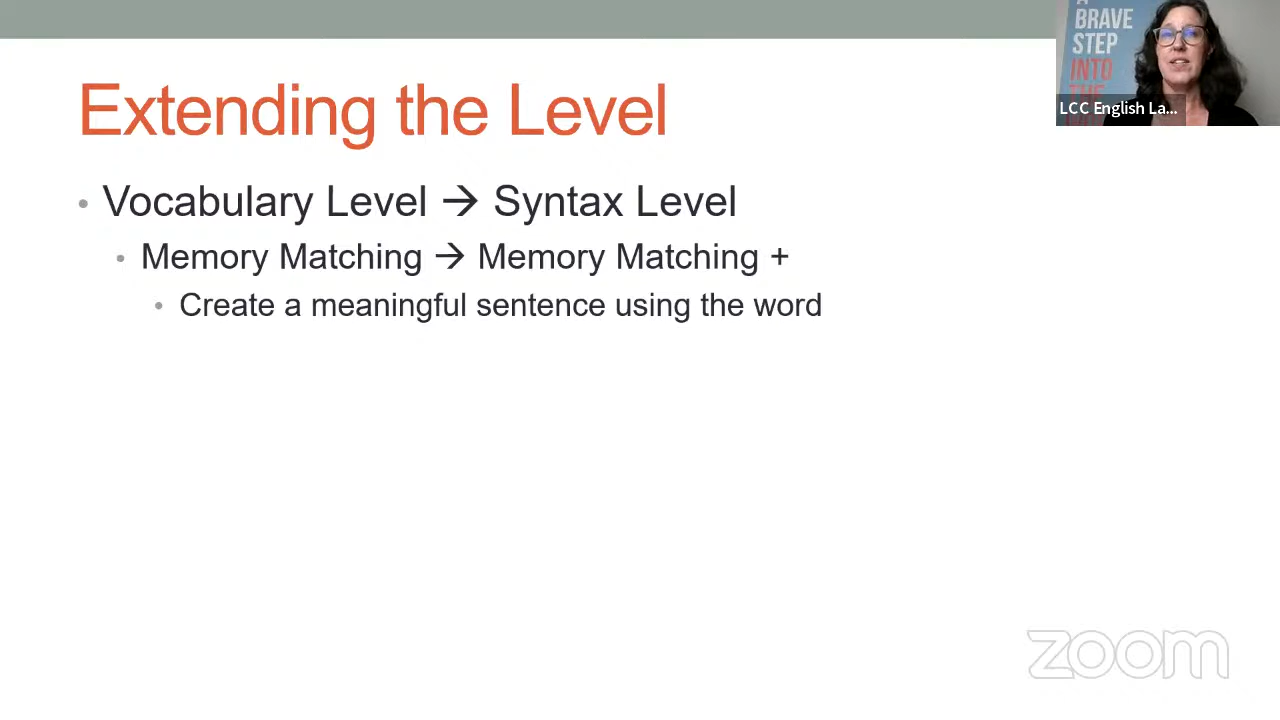 A
BRAVE
STEP
INTO
THE
LCC English La...
Extending the Level
• Vocabulary Level → Syntax Level
• Memory Matching → Memory Matching +
• Create a meaningful sentence using the word
zoom